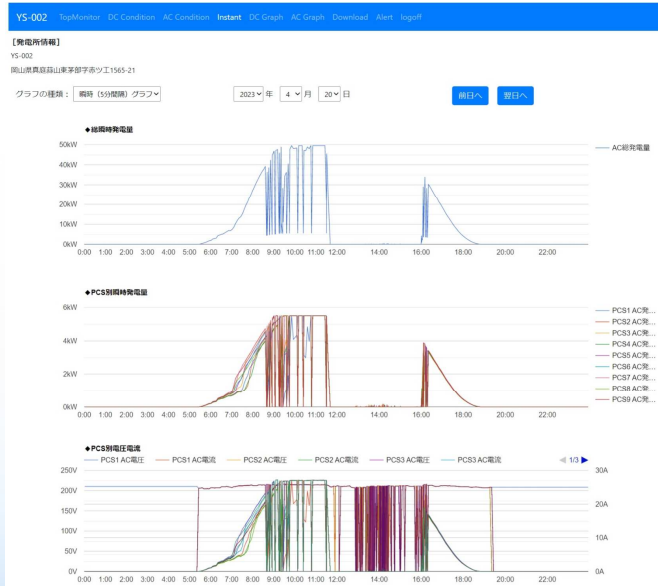 YS-002 TopMonitor DC Condition AC Condition Instant DC Graph AC Graph Download Alert logoff
[発電所情報]
YS-002
岡山県真庭蒜山東茅部字赤ツエ1565-21
グラフの種類： 瞬時（5分間隔）グラフ 2023 年 4 月 20 日 前日へ 翌日へ
◆総瞬時発電量
50kW
40kW
30kW
20kW
10kW
0kW
0:00 1:00 2:00 3:00 4:00 5:00 6:00 7:00 8:00 9:00 10:00 11:00 12:00 14:00 16:00 18:00 20:00 22:00
AC総発電量
◆PCS別瞬時発電量
6kW
4kW
2kW
0kW
0:00 1:00 2:00 3:00 4:00 5:00 6:00 7:00 8:00 9:00 10:00 11:00 12:00 14:00 16:00 18:00 20:00 22:00
PCS1 AC発...
PCS2 AC発...
PCS3 AC発...
PCS4 AC発...
PCS5 AC発...
PCS6 AC発...
PCS7 AC発...
PCS8 AC発...
PCS9 AC発...
◆PCS別電圧電流
PCS1 AC電圧 PCS1 AC電流 PCS2 AC電圧 PCS2 AC電流 PCS3 AC電圧 PCS3 AC電流 1/3
250V
200V
150V
100V
50V
0V
30A
20A
10A
0A
0:00 1:00 2:00 3:00 4:00 5:00 6:00 7:00 8:00 9:00 10:00 11:00 12:00 14:00 16:00 18:00 20:00 22:00